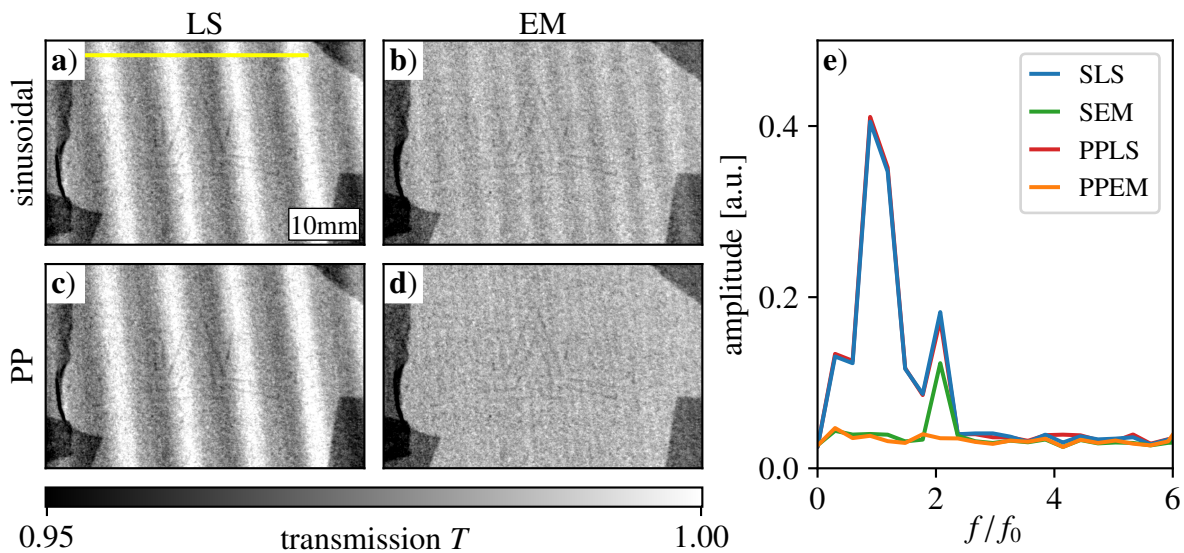 LS
EM
sinusoidal
a)
b)
10mm
PP
c)
d)
0.95
transmission T
1.00
e)
SLS
SEM
PPLS
PPEM
amplitude [a.u.]
0.4
0.2
0.0
0
2
4
6
f/f₀